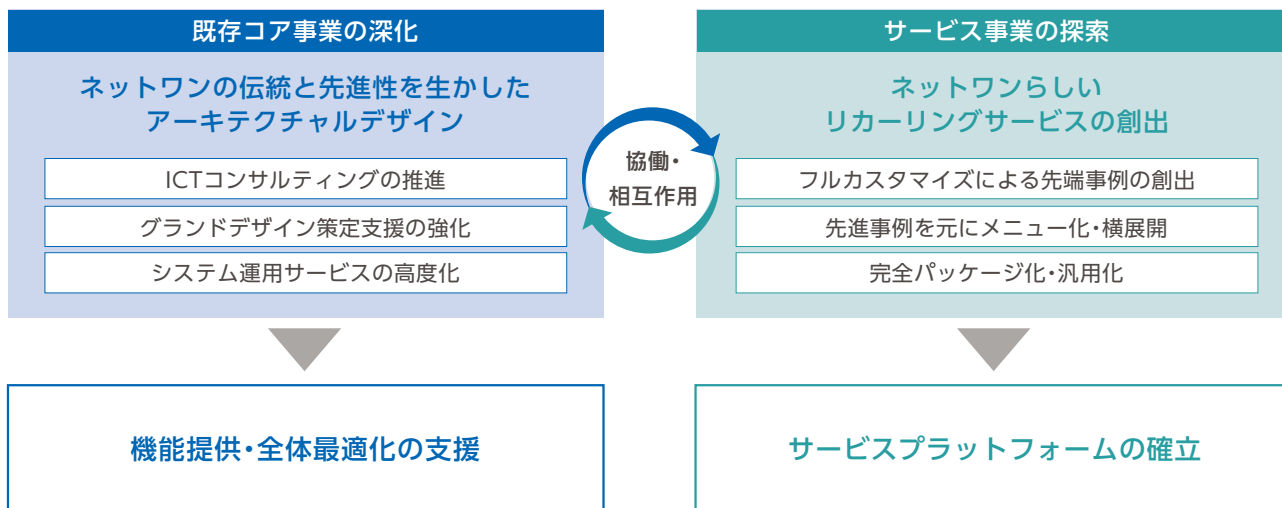 既存コア事業の深化
ネットワンの伝統と先進性を生かした
アーキテクチャルデザイン
ICTコンサルティングの推進
グランドデザイン策定支援の強化
システム運用サービスの高度化
協働・
相互作用
サービス事業の探索
ネットワンらしい
リカーリングサービスの創出
フルカスタマイズによる先端事例の創出
先進事例を元にメニュー化・横展開
完全パッケージ化・汎用化
機能提供・全体最適化の支援
サービスプラットフォームの確立